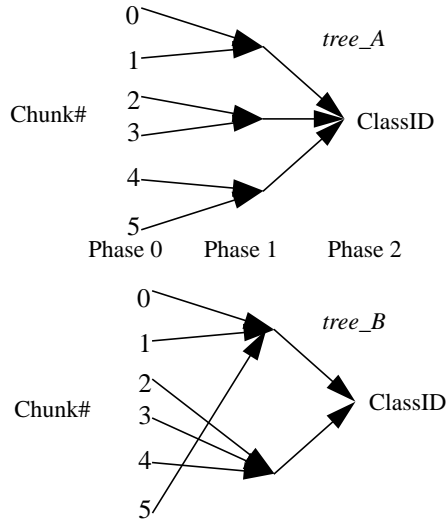 0
tree_A
1
2
Chunk#
ClassID
3
4
5
Phase 0 Phase 1 Phase 2
0
tree_B
1
2
Chunk#
ClassID
3
4
5